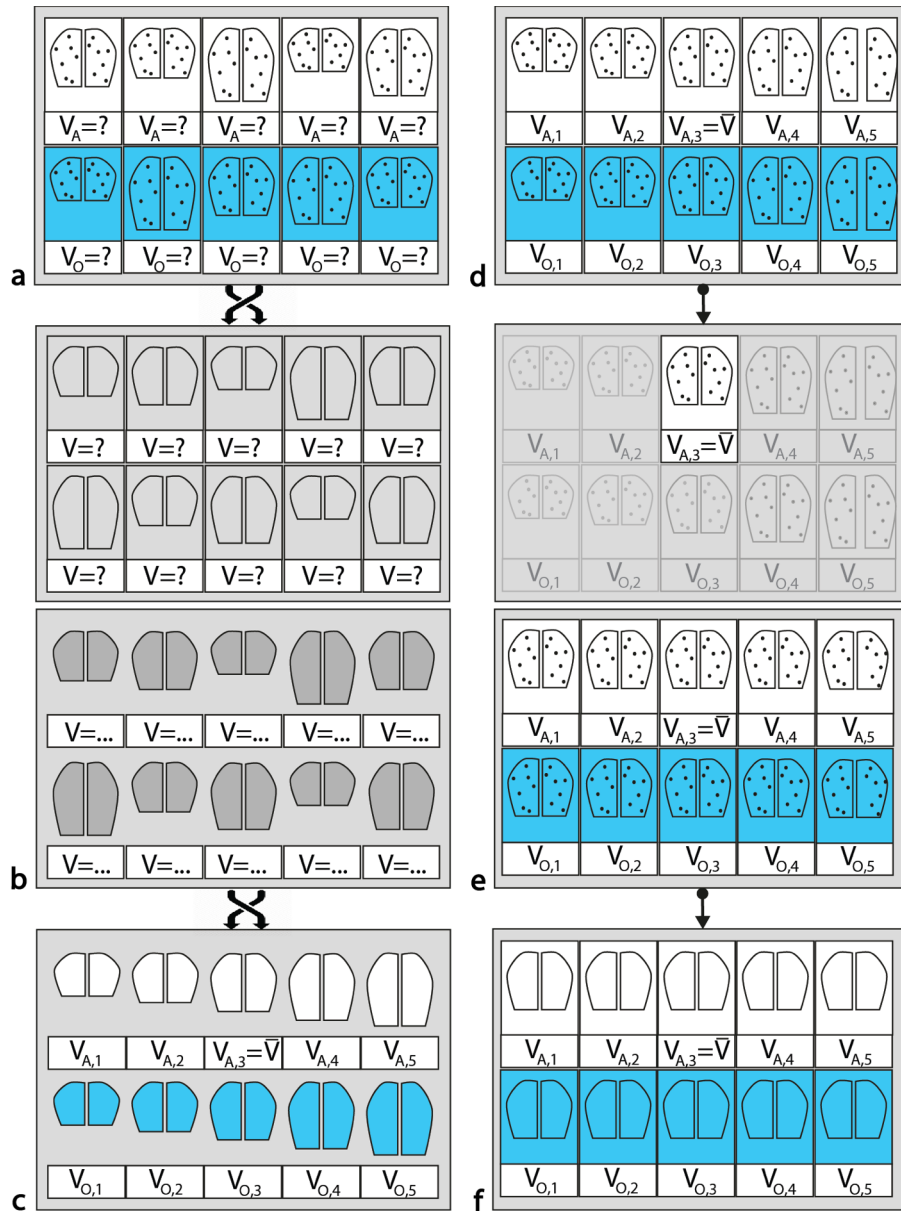 V_A=? V_A=? V_A=? V_A=? V_A=?
V_O=? V_O=? V_O=? V_O=? V_O=?
a
V=? V=? V=? V=? V=?
V=? V=? V=? V=? V=?
V=... V=... V=... V=... V=...
V=... V=... V=... V=... V=...
b
V_A,1 V_A,2 V_A,3=V̅ V_A,4 V_A,5
V_O,1 V_O,2 V_O,3 V_O,4 V_O,5
c
V_A,1 V_A,2 V_A,3=V̅ V_A,4 V_A,5
V_O,1 V_O,2 V_O,3 V_O,4 V_O,5
d
V_A,1 V_A,2 V_A,3=V̅ V_A,4 V_A,5
V_O,1 V_O,2 V_O,3 V_O,4 V_O,5
V_A,1 V_A,2 V_A,3=V̅ V_A,4 V_A,5
V_O,1 V_O,2 V_O,3 V_O,4 V_O,5
e
V_A,1 V_A,2 V_A,3=V̅ V_A,4 V_A,5
V_O,1 V_O,2 V_O,3 V_O,4 V_O,5
f